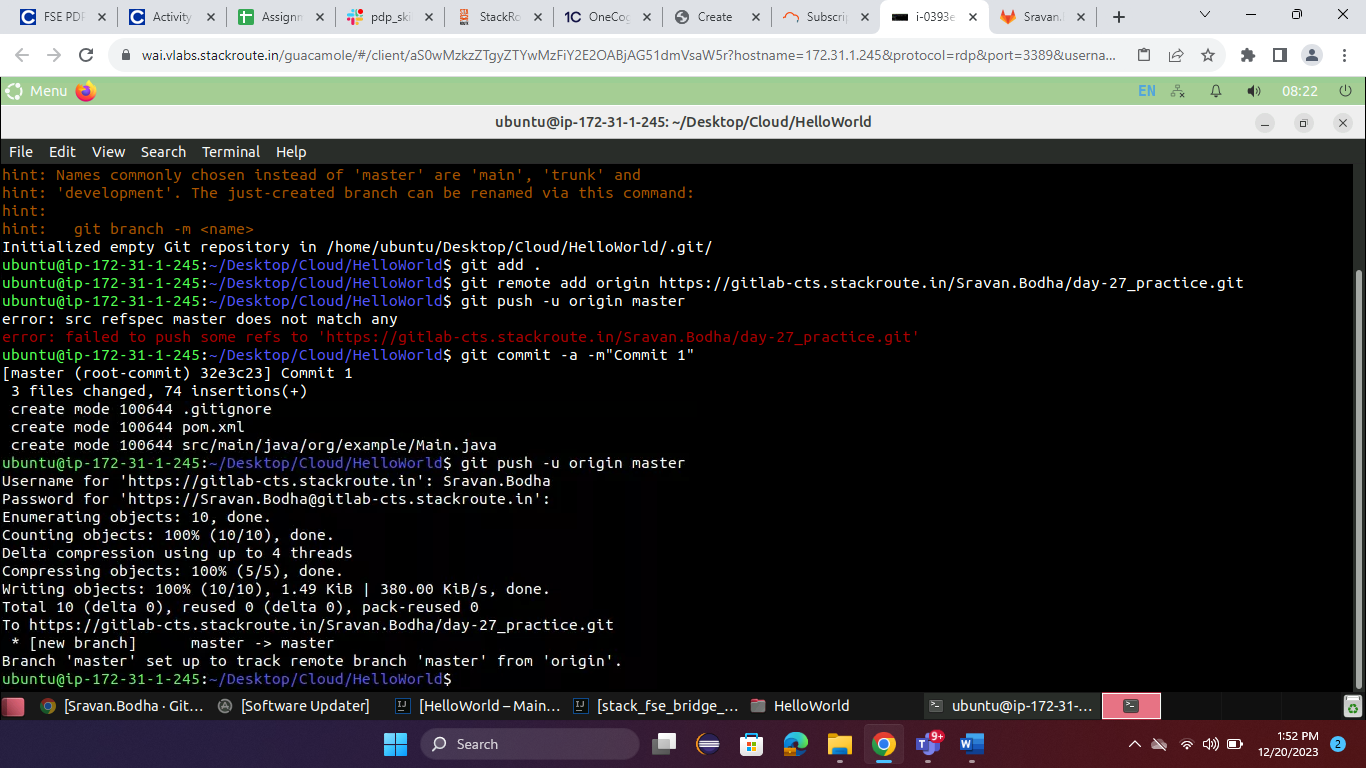 FSE PDP
Activity
Assignm
pdp_ski
StackRo
OneCog
Create
Subscrip
i-0393e
Sravan.
wai.vlabs.stackroute.in/guacamole/#/client/aS0wMzkzZTgyZTYwMzFiY2E2OABjAG51dmVsaW5r?hostname=172.31.1.245&protocol=rdp&port=3389&userna...
Menu
EN
08:22
ubuntu@ip-172-31-1-245: ~/Desktop/Cloud/HelloWorld
File Edit View Search Terminal Help
hint: Names commonly chosen instead of 'master' are 'main', 'trunk' and
hint: 'development'. The just-created branch can be renamed via this command:
hint:
hint:   git branch -m <name>
Initialized empty Git repository in /home/ubuntu/Desktop/Cloud/HelloWorld/.git/
ubuntu@ip-172-31-1-245:~/Desktop/Cloud/HelloWorld$ git add .
ubuntu@ip-172-31-1-245:~/Desktop/Cloud/HelloWorld$ git remote add origin https://gitlab-cts.stackroute.in/Sravan.Bodha/day-27_practice.git
ubuntu@ip-172-31-1-245:~/Desktop/Cloud/HelloWorld$ git push -u origin master
error: src refspec master does not match any
error: failed to push some refs to 'https://gitlab-cts.stackroute.in/Sravan.Bodha/day-27_practice.git'
ubuntu@ip-172-31-1-245:~/Desktop/Cloud/HelloWorld$ git commit -a -m"Commit 1"
[master (root-commit) 32e3c23] Commit 1
 3 files changed, 74 insertions(+)
 create mode 100644 .gitignore
 create mode 100644 pom.xml
 create mode 100644 src/main/java/org/example/Main.java
ubuntu@ip-172-31-1-245:~/Desktop/Cloud/HelloWorld$ git push -u origin master
Username for 'https://gitlab-cts.stackroute.in': Sravan.Bodha
Password for 'https://Sravan.Bodha@gitlab-cts.stackroute.in':
Enumerating objects: 10, done.
Counting objects: 100% (10/10), done.
Delta compression using up to 4 threads
Compressing objects: 100% (5/5), done.
Writing objects: 100% (10/10), 1.49 KiB | 380.00 KiB/s, done.
Total 10 (delta 0), reused 0 (delta 0), pack-reused 0
To https://gitlab-cts.stackroute.in/Sravan.Bodha/day-27_practice.git
 * [new branch]      master -> master
Branch 'master' set up to track remote branch 'master' from 'origin'.
ubuntu@ip-172-31-1-245:~/Desktop/Cloud/HelloWorld$
[Sravan.Bodha · Git...
[Software Updater]
[HelloWorld – Main...
[stack_fse_bridge_...
HelloWorld
ubuntu@ip-172-31-...
Search
9+
1:52 PM
12/20/2023
2